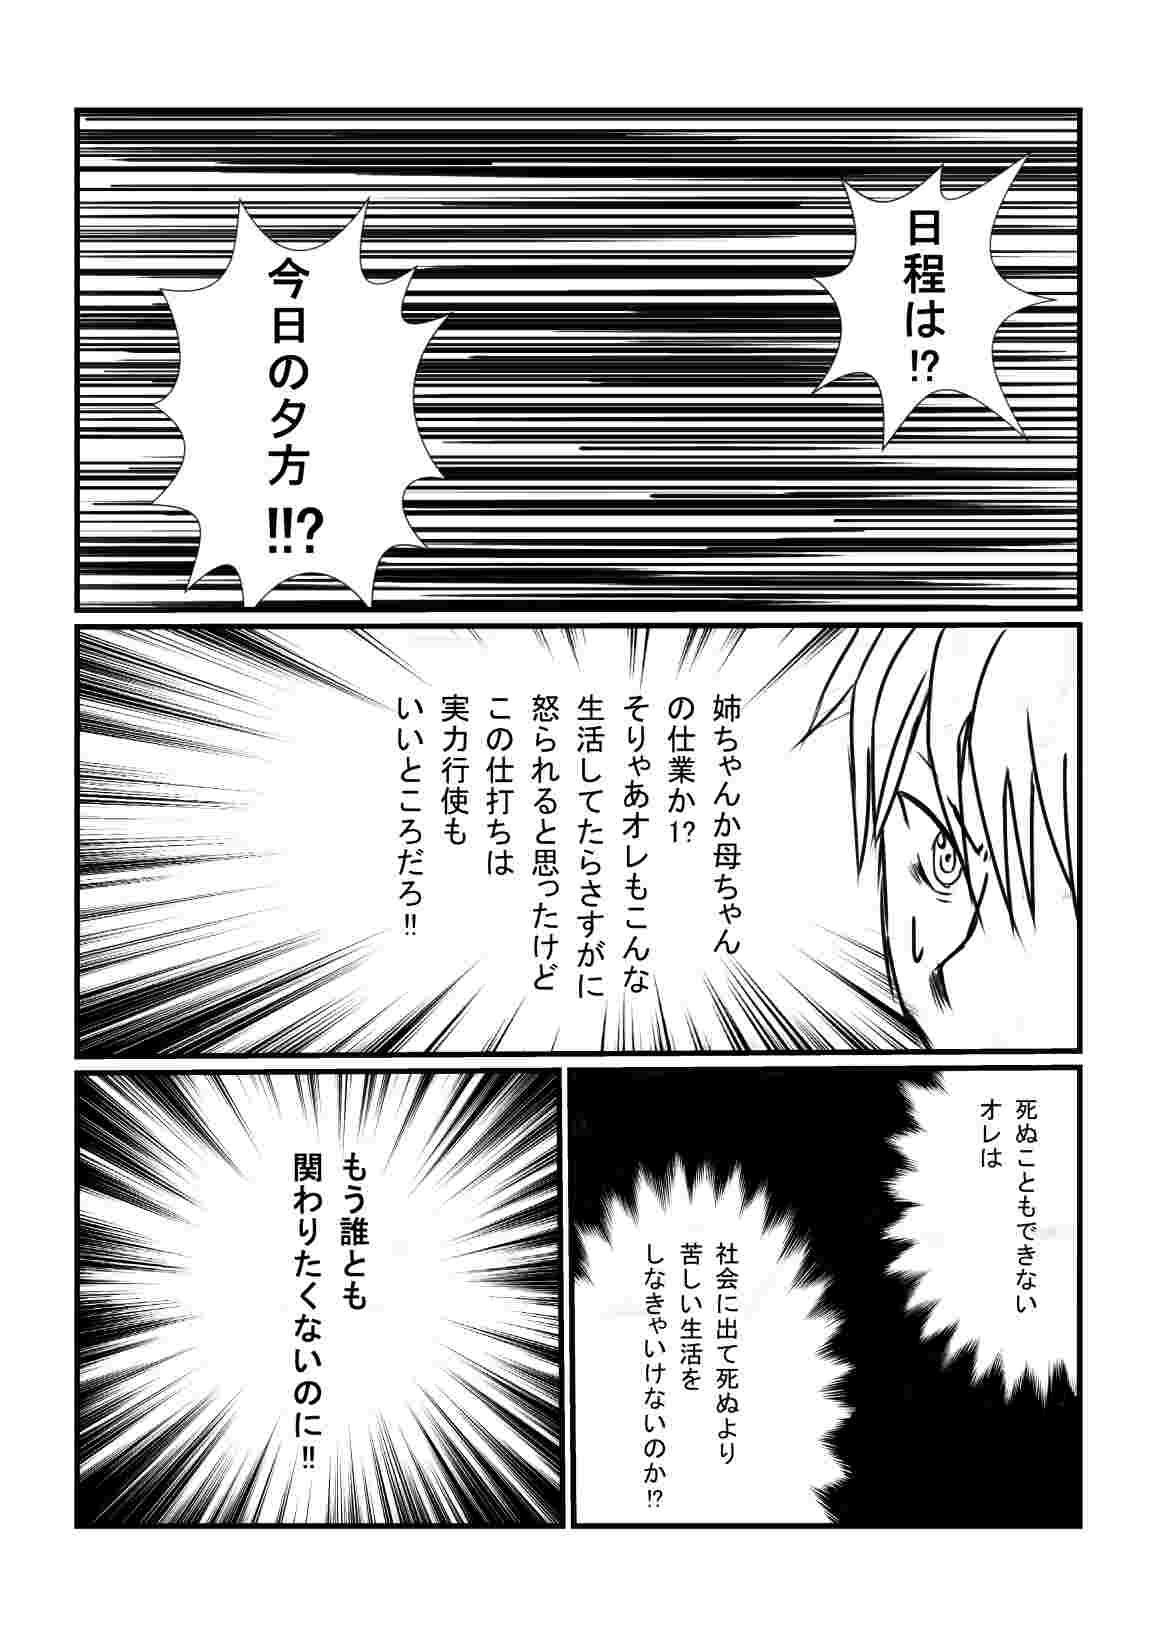 日程は!?
今日の夕方!!?
姉ちゃんか母ちゃん
の仕業か1?
そりゃあオレもこんな
生活してたらさすがに
怒られると思ったけど
この仕打ちは
実力行使も
いいところだろ!!
死ぬこともできない
オレは
社会に出て死ぬより
苦しい生活を
しなきゃいけないのか!?
もう誰とも
関わりたくないのに!!